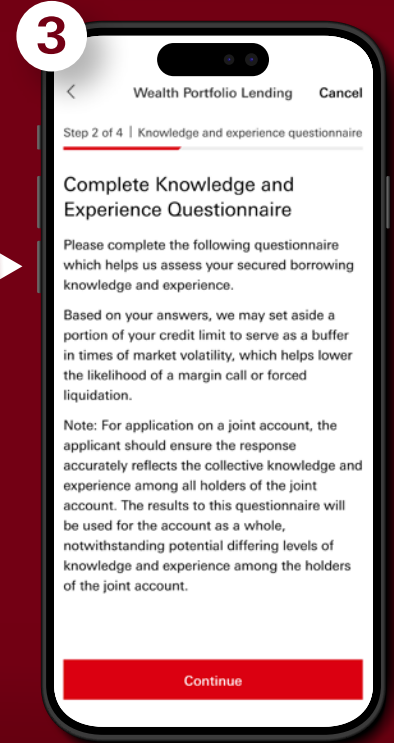 3
Wealth Portfolio Lending Cancel
Step 2 of 4 | Knowledge and experience questionnaire
Complete Knowledge and
Experience Questionnaire
Please complete the following questionnaire
which helps us assess your secured borrowing
knowledge and experience.
Based on your answers, we may set aside a
portion of your credit limit to serve as a buffer
in times of market volatility, which helps lower
the likelihood of a margin call or forced
liquidation.
Note: For application on a joint account, the
applicant should ensure the response
accurately reflects the collective knowledge and
experience among all holders of the joint
account. The results to this questionnaire will
be used for the account as a whole,
notwithstanding potential differing levels of
knowledge and experience among the holders
of the joint account.
Continue